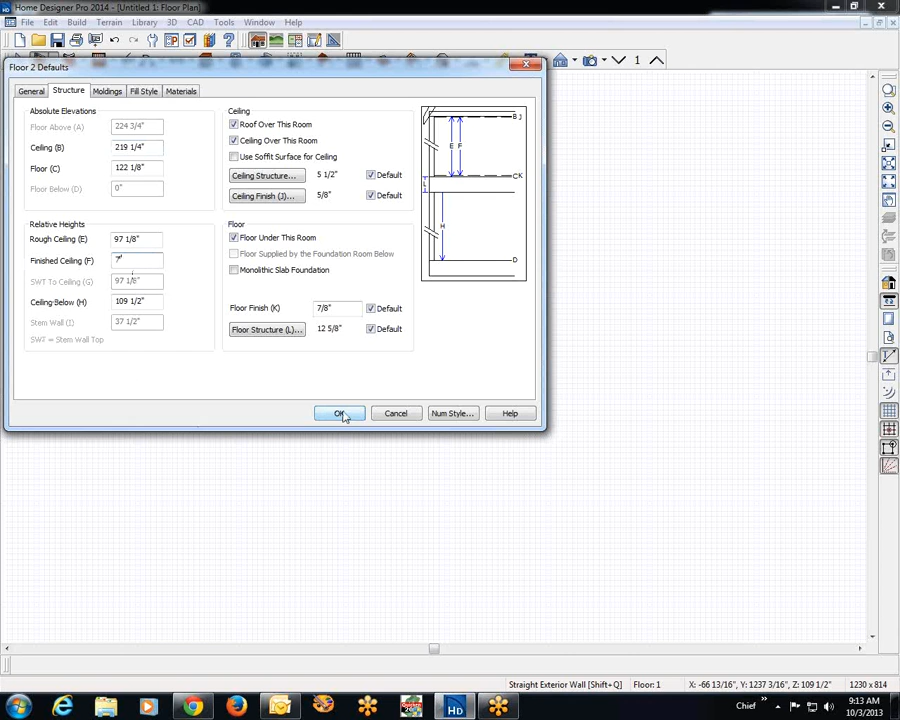 Home Designer Pro 2014 - [Untitled 1: Floor Plan]
File Edit Build Terrain Library 3D CAD Tools Window Help
1
Floor 2 Defaults
General Structure Moldings Fill Style Materials
Absolute Elevations
Floor Above (A) 224 3/4"
Ceiling (B) 219 1/4"
Floor (C) 122 1/8"
Floor Below (D) 0"
Relative Heights
Rough Ceiling (E) 97 1/8"
Finished Ceiling (F) 7'
SWT To Ceiling (G) 97 1/8"
Ceiling Below (H) 109 1/2"
Stem Wall (I) 37 1/2"
SWT = Stem Wall Top
Ceiling
Roof Over This Room
Ceiling Over This Room
Use Soffit Surface for Ceiling
Ceiling Structure... 5 1/2" Default
Ceiling Finish (J)... 5/8" Default
Floor
Floor Under This Room
Floor Supplied by the Foundation Room Below
Monolithic Slab Foundation
Floor Finish (K) 7/8" Default
Floor Structure (L)... 12 5/8" Default
B J
E F
C K
L
H
D
OK Cancel Num Style... Help
Straight Exterior Wall [Shift+Q] Floor: 1 X: -66 13/16", Y: 1237 3/16", Z: 109 1/2" 1230 x 814
Chief 9:13 AM
10/3/2013